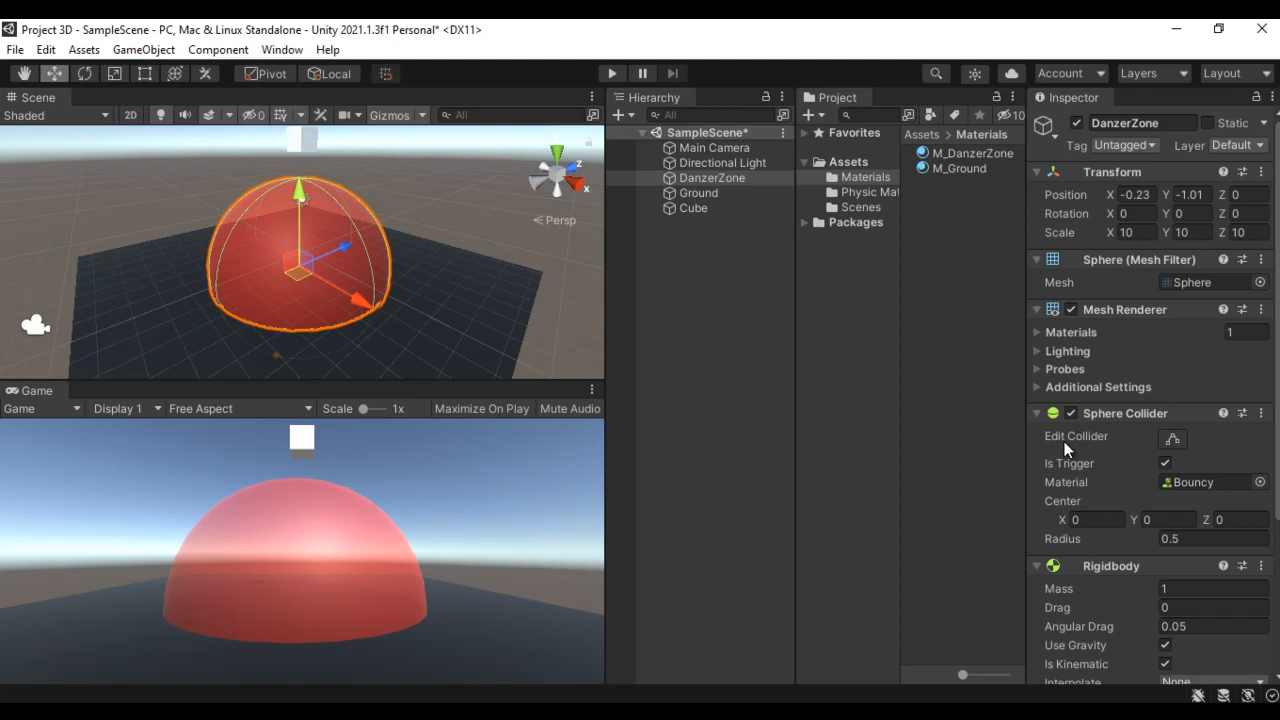 Project 3D - SampleScene - PC, Mac & Linux Standalone - Unity 2021.1.3f1 Personal* <DX11>
File Edit Assets GameObject Component Window Help
Pivot Local Account Layers Layout
Scene
Shaded 2D 0 Gizmos All
z
x
Persp
Game
Game Display 1 Free Aspect Scale 1x Maximize On Play Mute Audio
Hierarchy
All
SampleScene*
Main Camera
Directional Light
DanzerZone
Ground
Cube
Project
10
Favorites
Assets
Materials
Physic Mat
Scenes
Packages
Assets Materials
M_DanzerZone
M_Ground
Inspector
DanzerZone Static
Tag Untagged Layer Default
Transform
Position X -0.23 Y -1.01 Z 0
Rotation X 0 Y 0 Z 0
Scale X 10 Y 10 Z 10
Sphere (Mesh Filter)
Mesh Sphere
Mesh Renderer
Materials 1
Lighting
Probes
Additional Settings
Sphere Collider
Edit Collider
Is Trigger
Material Bouncy
Center
X 0 Y 0 Z 0
Radius 0.5
Rigidbody
Mass 1
Drag 0
Angular Drag 0.05
Use Gravity
Is Kinematic
Interpolate None